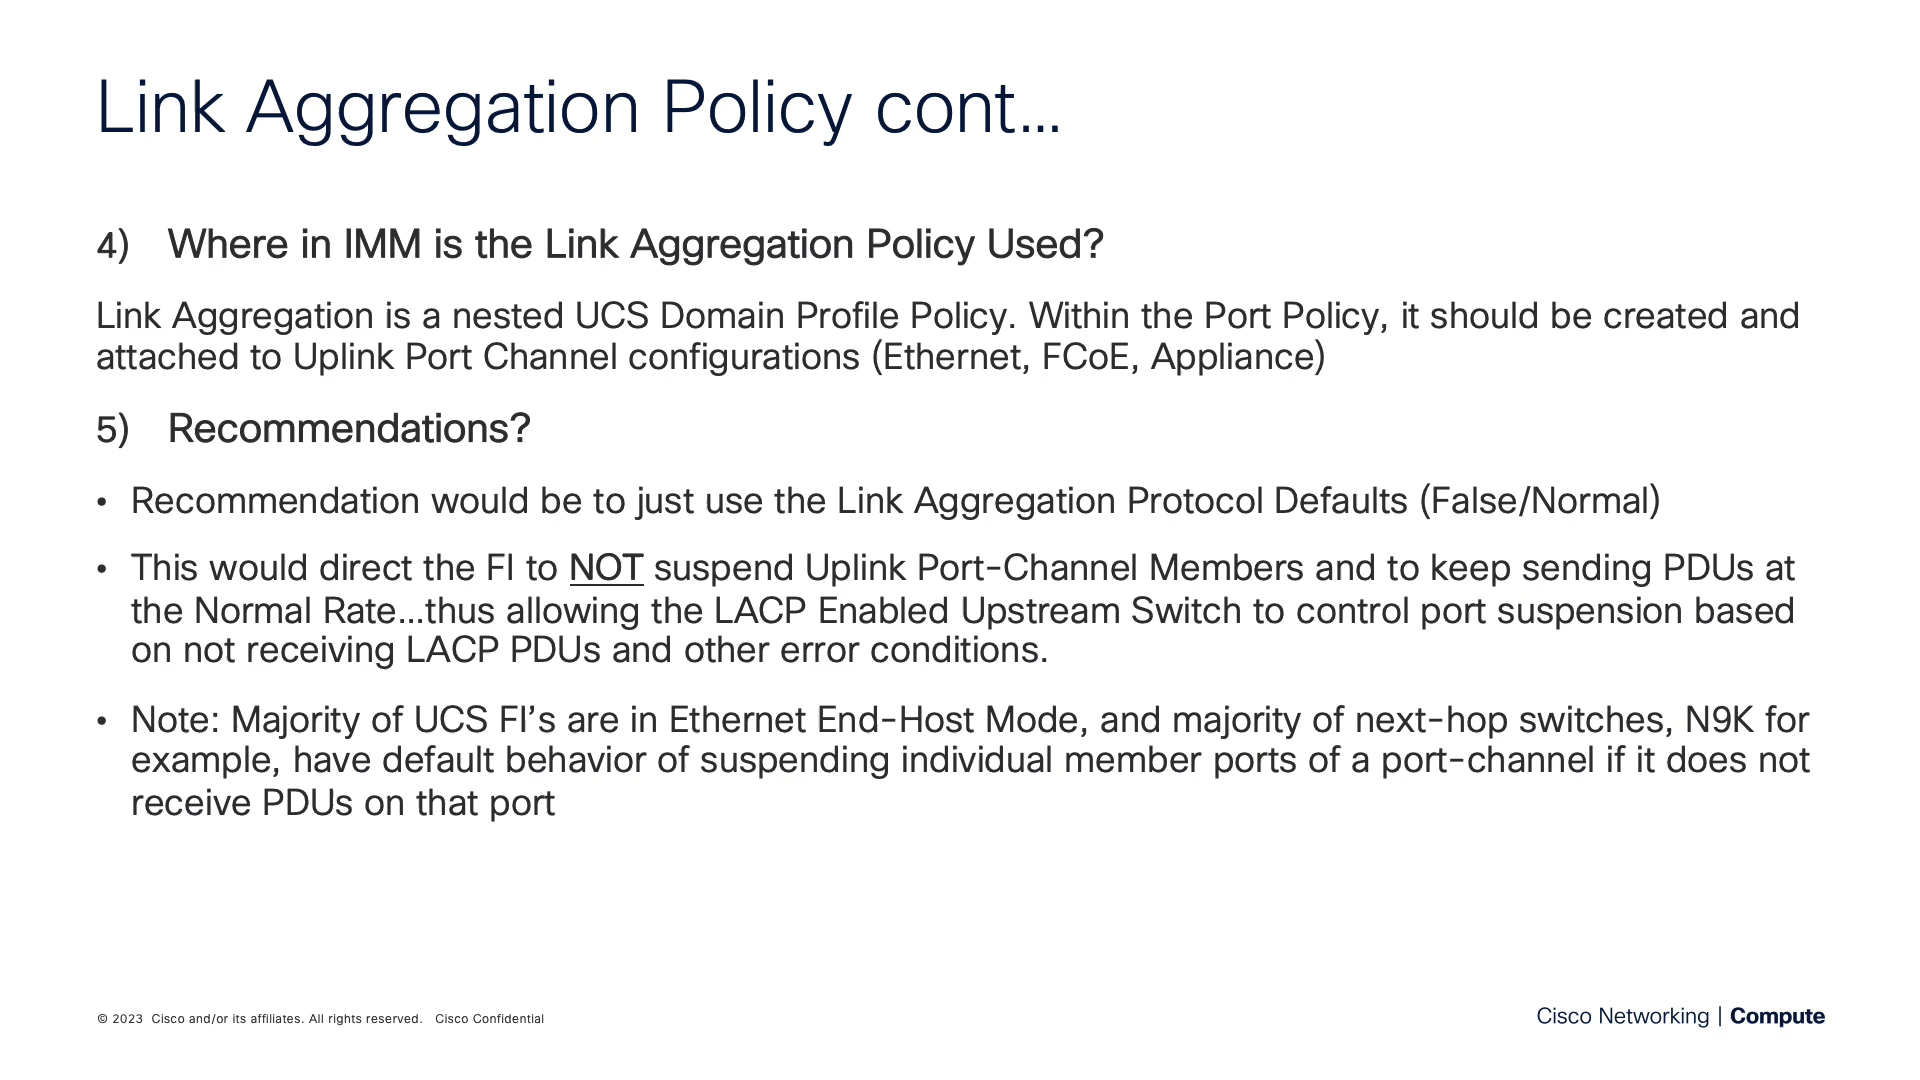 Link Aggregation Policy cont…
4) Where in IMM is the Link Aggregation Policy Used?
Link Aggregation is a nested UCS Domain Profile Policy. Within the Port Policy, it should be created and
attached to Uplink Port Channel configurations (Ethernet, FCoE, Appliance)
5) Recommendations?
• Recommendation would be to just use the Link Aggregation Protocol Defaults (False/Normal)
• This would direct the FI to NOT suspend Uplink Port-Channel Members and to keep sending PDUs at
the Normal Rate…thus allowing the LACP Enabled Upstream Switch to control port suspension based
on not receiving LACP PDUs and other error conditions.
• Note: Majority of UCS FI’s are in Ethernet End-Host Mode, and majority of next-hop switches, N9K for
example, have default behavior of suspending individual member ports of a port-channel if it does not
receive PDUs on that port
© 2023 Cisco and/or its affiliates. All rights reserved. Cisco Confidential
Cisco Networking | Compute